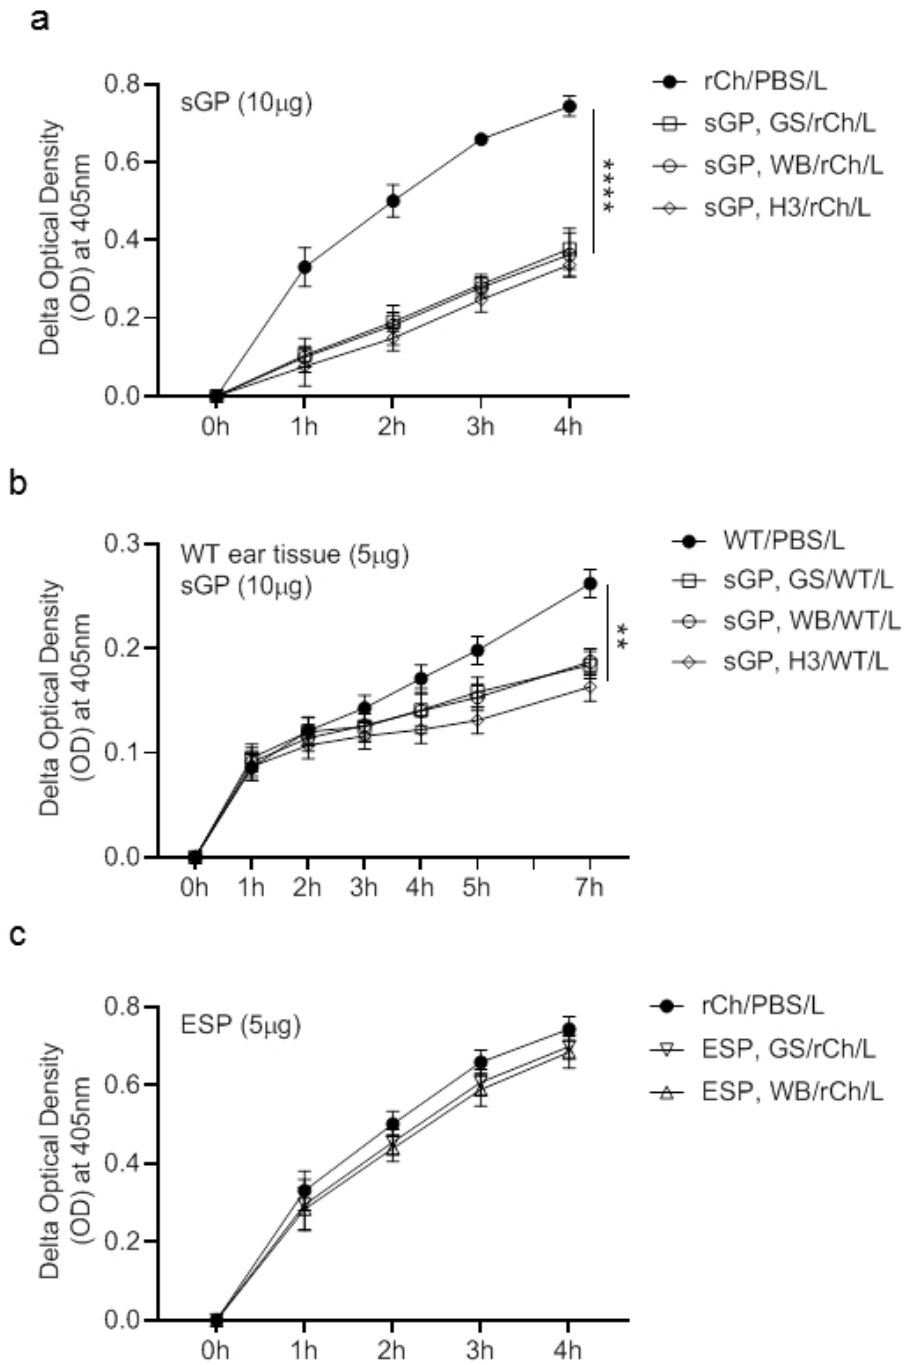 a
sGP (10μg)
Delta Optical Density
(OD) at 405nm
0.8
0.6
0.4
0.2
0.0
0h 1h 2h 3h 4h
****
rCh/PBS/L
sGP, GS/rCh/L
sGP, WB/rCh/L
sGP, H3/rCh/L
b
WT ear tissue (5μg)
sGP (10μg)
Delta Optical Density
(OD) at 405nm
0.3
0.2
0.1
0.0
0h 1h 2h 3h 4h 5h 7h
**
WT/PBS/L
sGP, GS/WT/L
sGP, WB/WT/L
sGP, H3/WT/L
c
ESP (5μg)
Delta Optical Density
(OD) at 405nm
0.8
0.6
0.4
0.2
0.0
0h 1h 2h 3h 4h
rCh/PBS/L
ESP, GS/rCh/L
ESP, WB/rCh/L